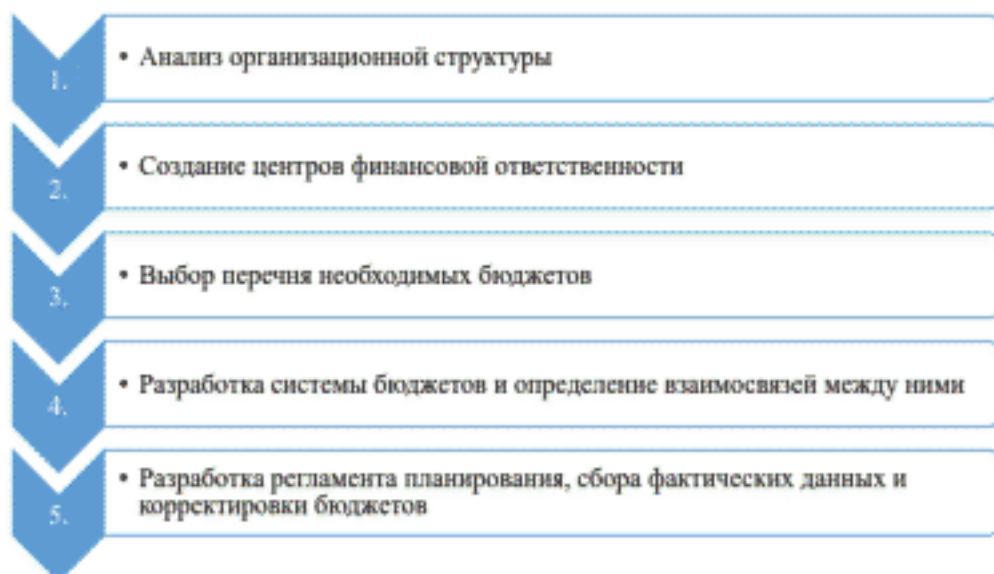 1.
• Анализ организационной структуры
2.
• Создание центров финансовой ответственности
3.
• Выбор перечня необходимых бюджетов
4.
• Разработка системы бюджетов и определение взаимосвязей между ними
5.
• Разработка регламента планирования, сбора фактических данных и
корректировки бюджетов